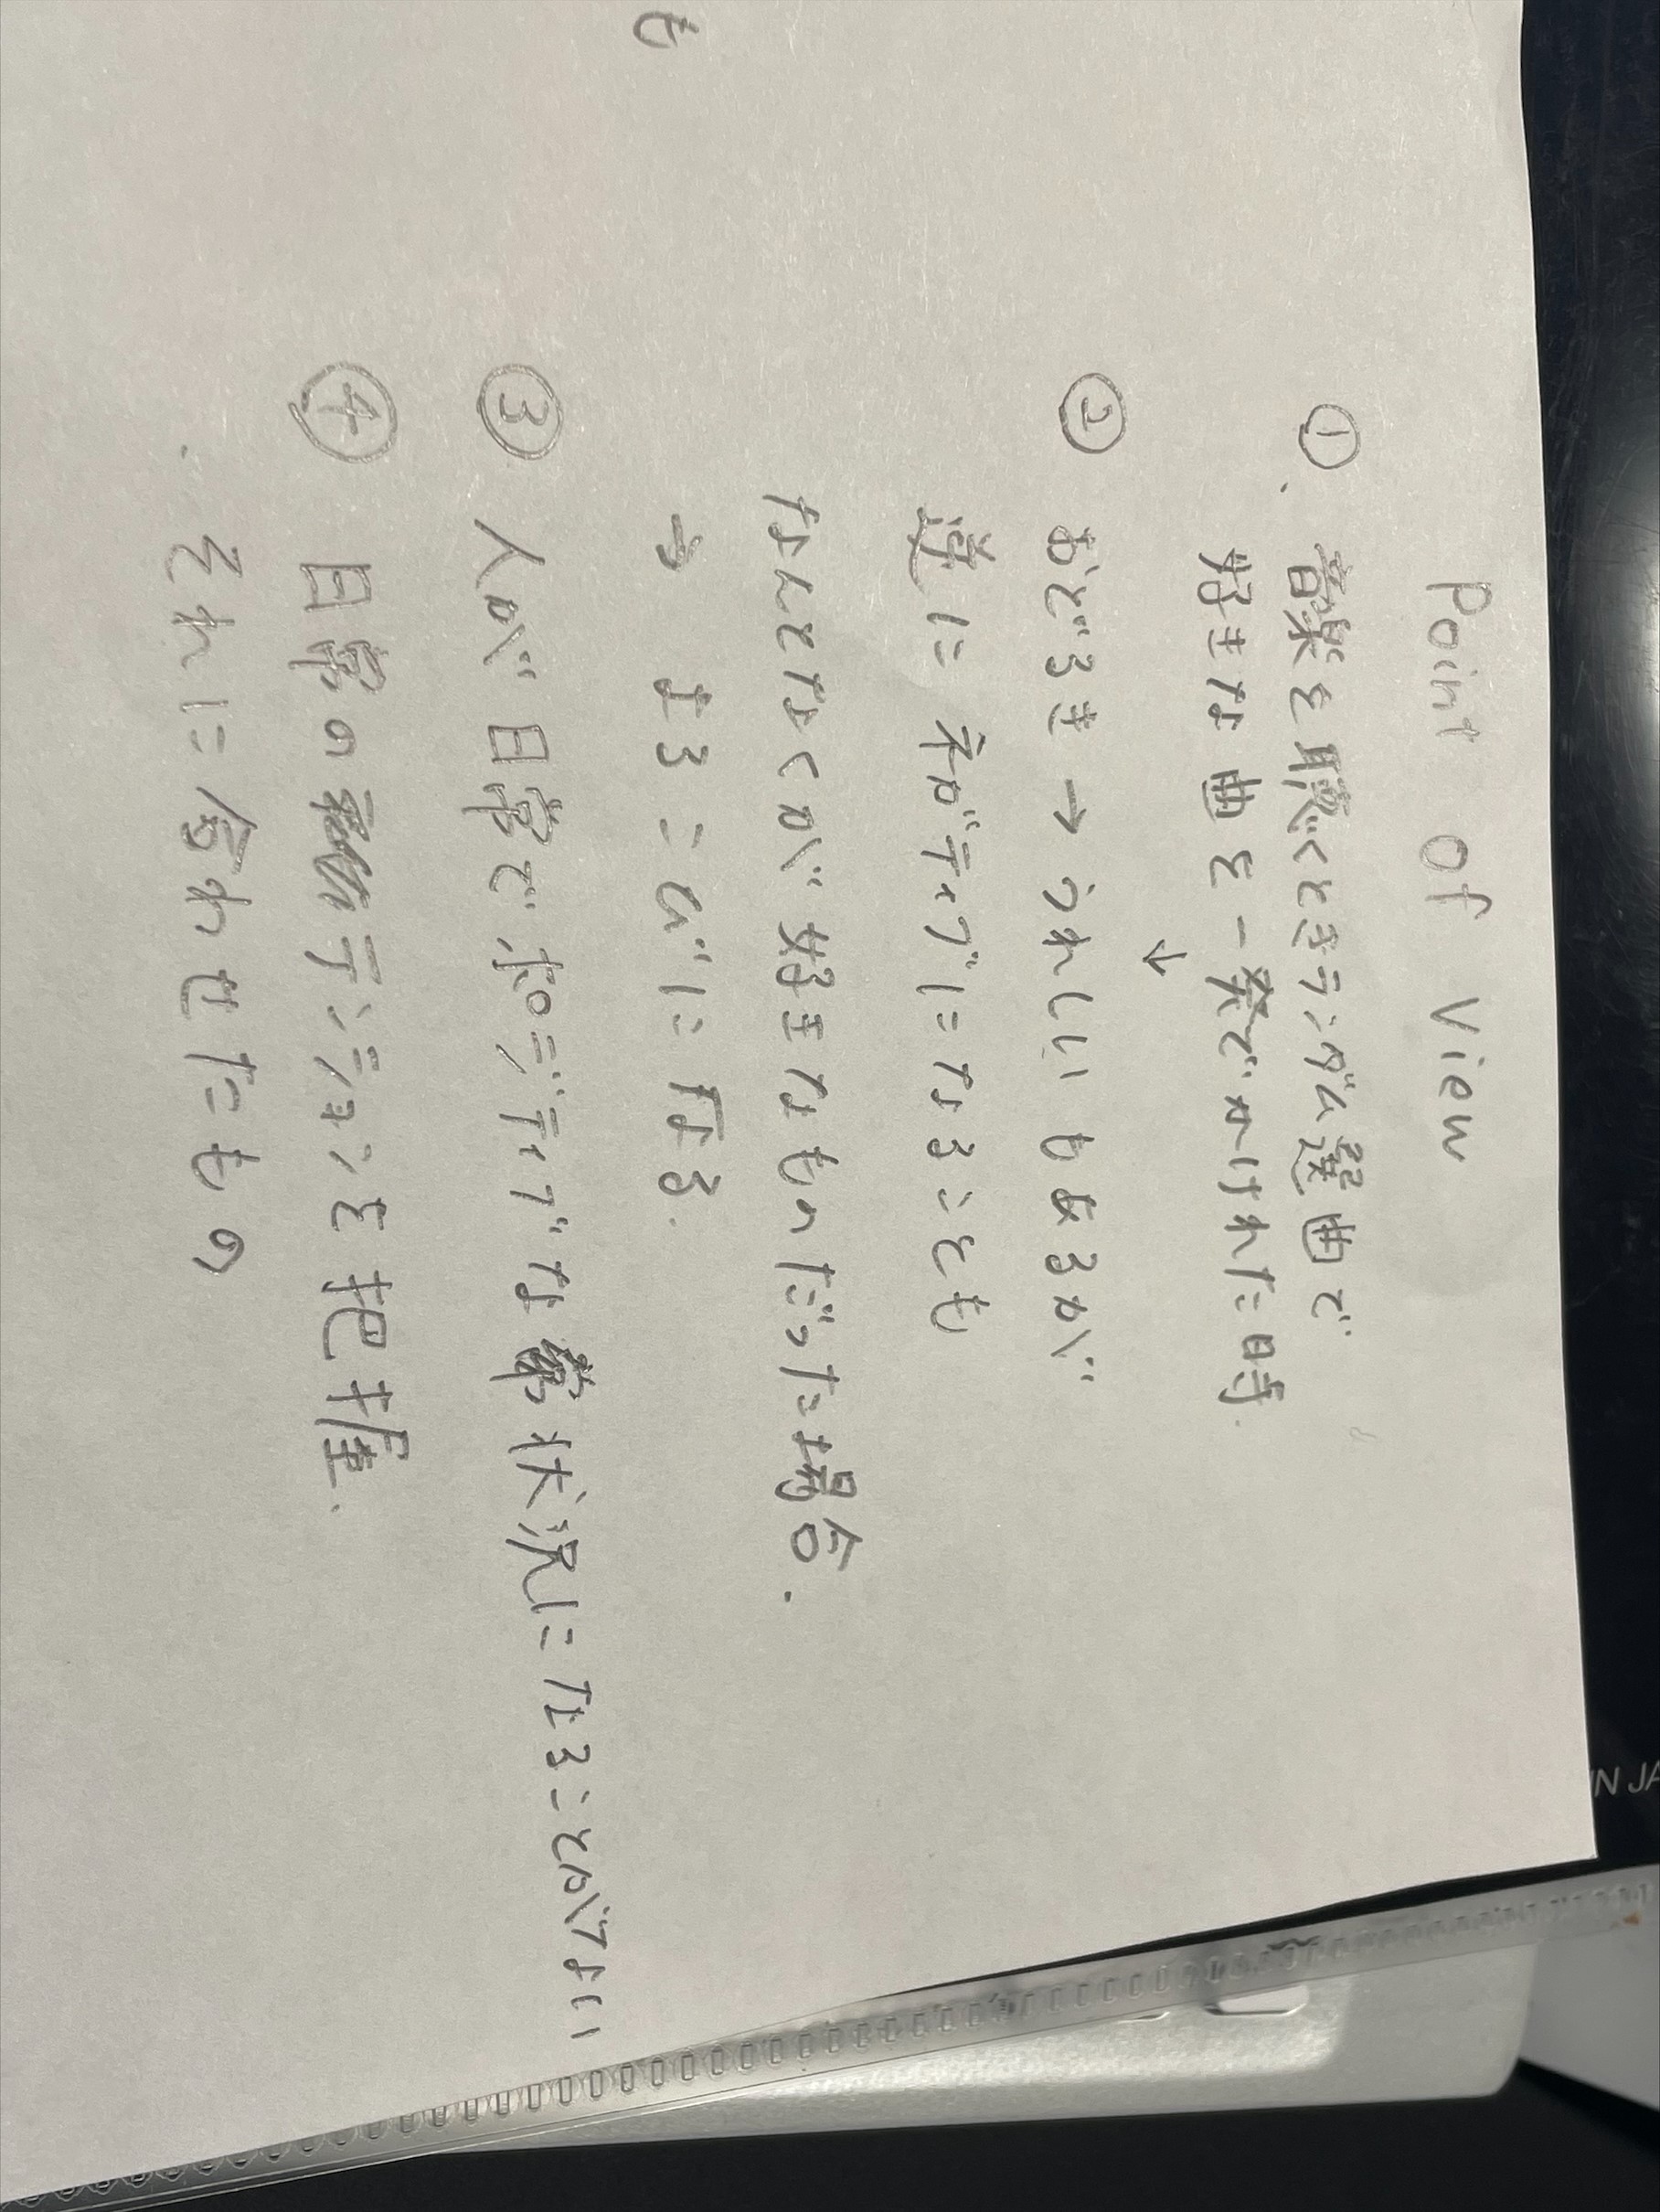 Point Of View
① 音楽を聴くときランダム選曲で
好きな曲を一発でかけれた時
↓
② おどろき→うれしいもあるが
逆にネガティブになることも
なんとなくが好きなものだった場合.
→ よろこびになる.
③ 人が日常でポジティブな状況になることがない
④ 日常のテンションを把握.
それに合わせたもの
も
IN JA